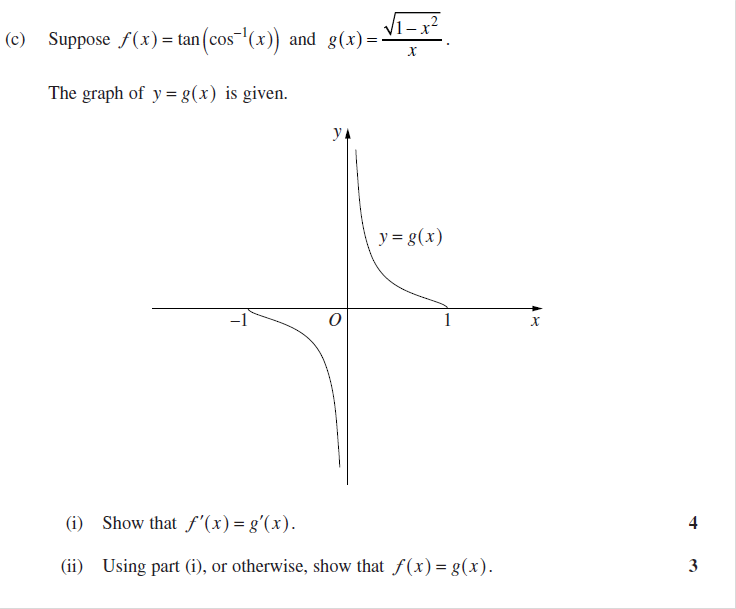 (c) Suppose f(x) = tan(cos⁻¹(x)) and g(x) = √(1 − x²) / x .
The graph of y = g(x) is given.
y
y = g(x)
−1 O 1 x
(i) Show that f′(x) = g′(x). 4
(ii) Using part (i), or otherwise, show that f(x) = g(x). 3